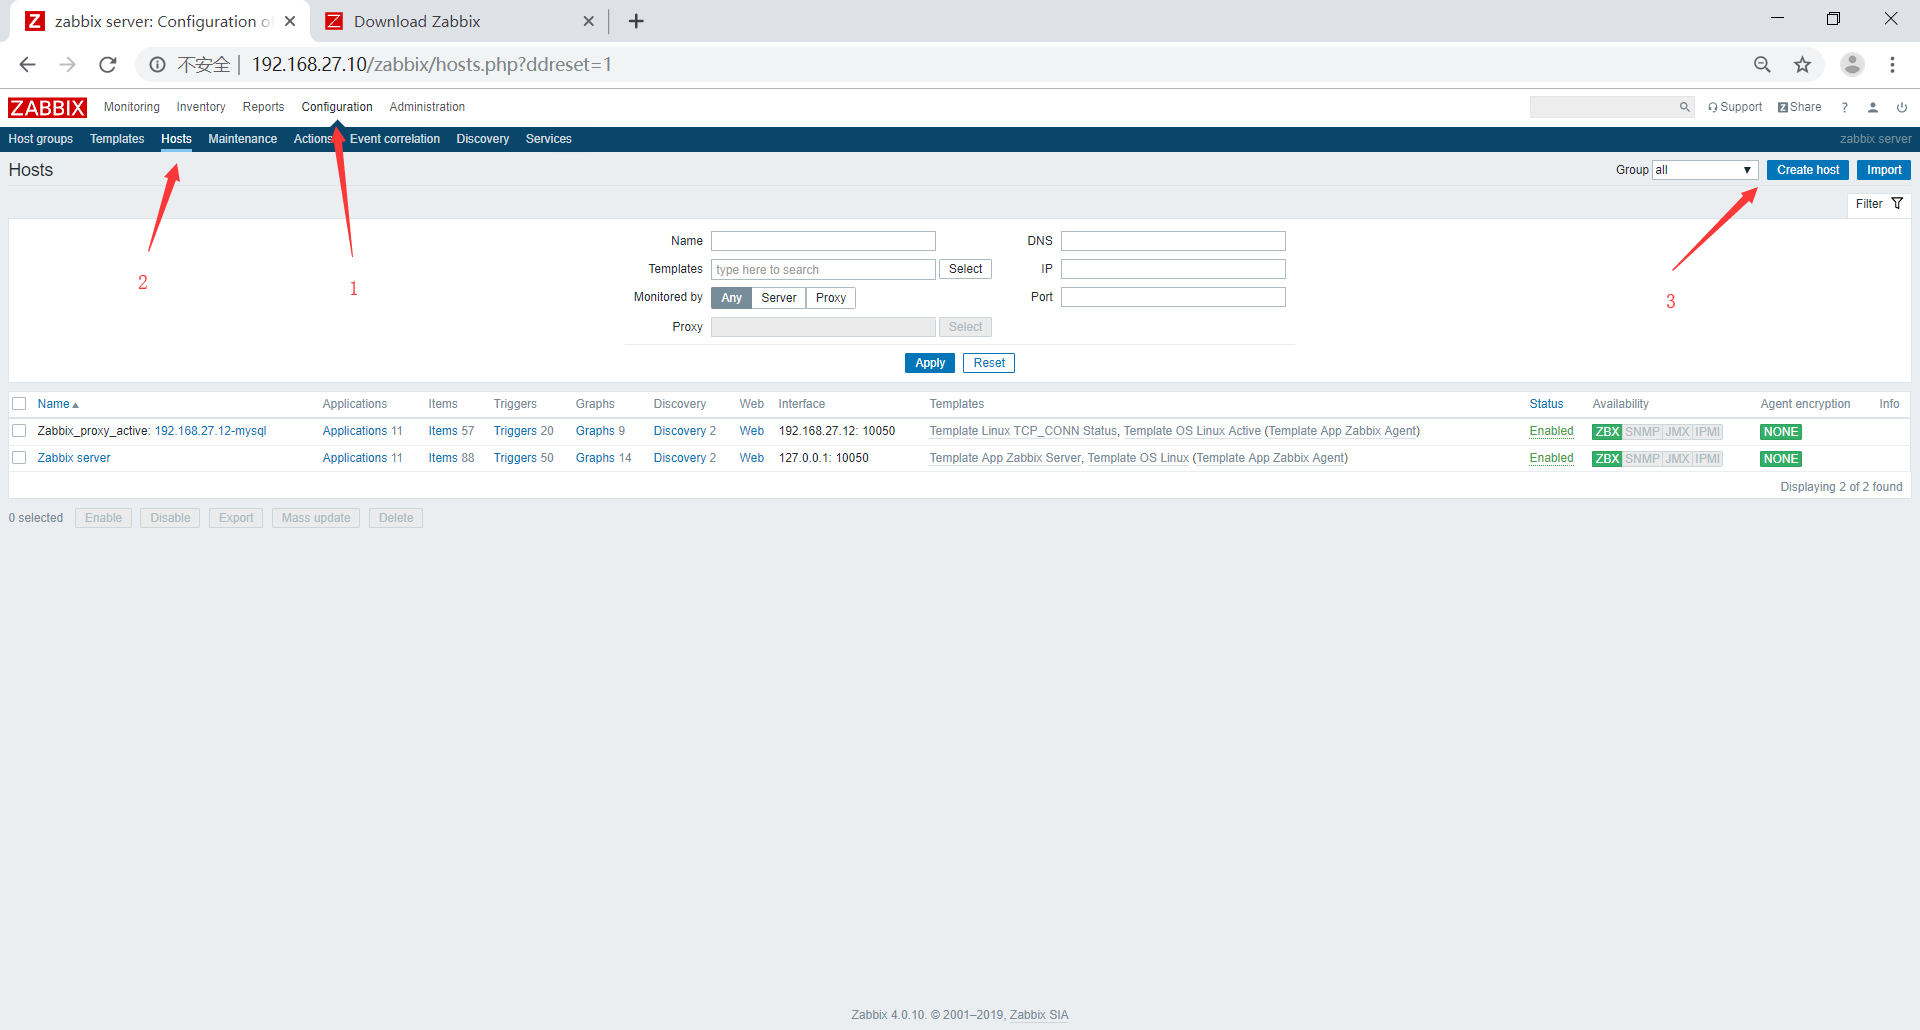 zabbix server: Configuration o
Download Zabbix
不安全 | 192.168.27.10/zabbix/hosts.php?ddreset=1
ZABBIX Monitoring Inventory Reports Configuration Administration Support Z Share ?
Host groups Templates Hosts Maintenance Actions Event correlation Discovery Services zabbix server
Hosts Group all Create host Import
Filter
Name DNS
Templates type here to search Select IP
Monitored by Any Server Proxy Port
Proxy Select
2 1 3
Apply Reset
Name Applications Items Triggers Graphs Discovery Web Interface Templates Status Availability Agent encryption Info
Zabbix_proxy_active: 192.168.27.12-mysql Applications 11 Items 57 Triggers 20 Graphs 9 Discovery 2 Web 192.168.27.12: 10050 Template Linux TCP_CONN Status, Template OS Linux Active (Template App Zabbix Agent) Enabled ZBX SNMP JMX IPMI NONE
Zabbix server Applications 11 Items 88 Triggers 50 Graphs 14 Discovery 2 Web 127.0.0.1: 10050 Template App Zabbix Server, Template OS Linux (Template App Zabbix Agent) Enabled ZBX SNMP JMX IPMI NONE
Displaying 2 of 2 found
0 selected Enable Disable Export Mass update Delete
Zabbix 4.0.10. © 2001–2019, Zabbix SIA